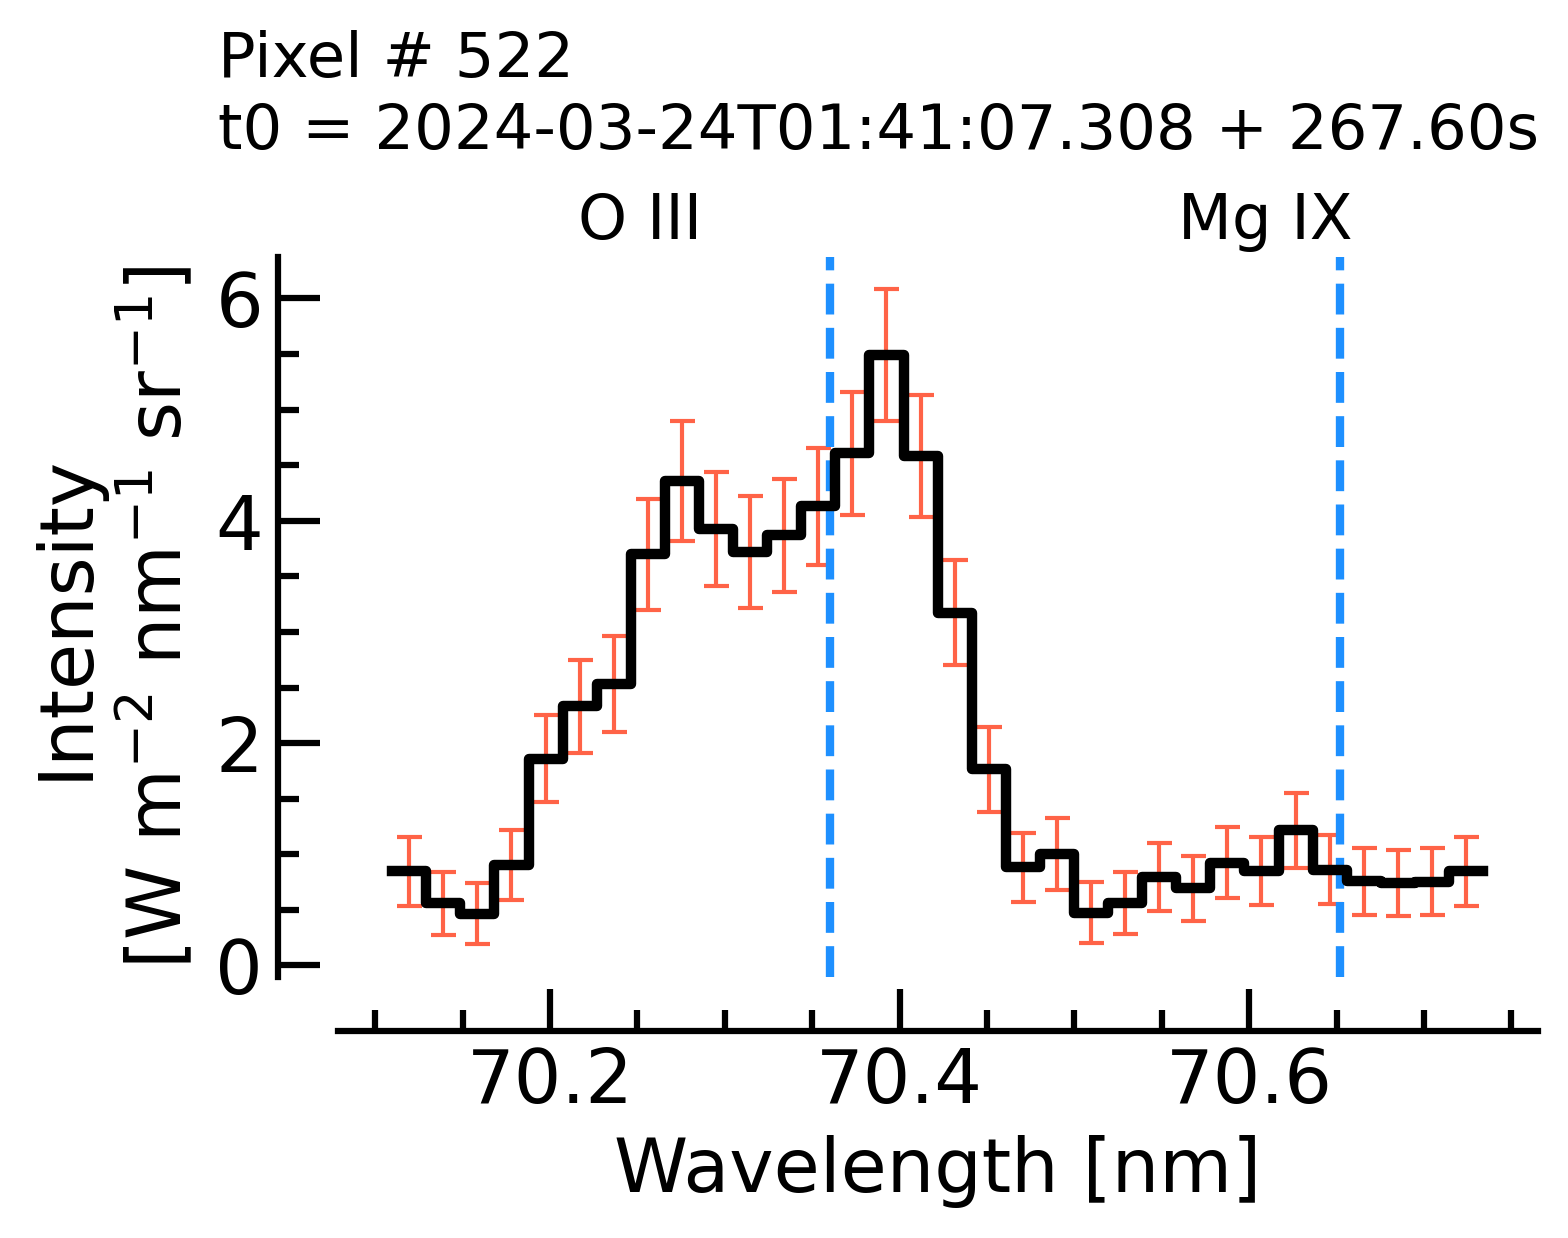 Pixel # 522
t0 = 2024-03-24T01:41:07.308 + 267.60s
O III
Mg IX
Intensity
[W m⁻² nm⁻¹ sr⁻¹]
6
4
2
0
70.2
70.4
70.6
Wavelength [nm]